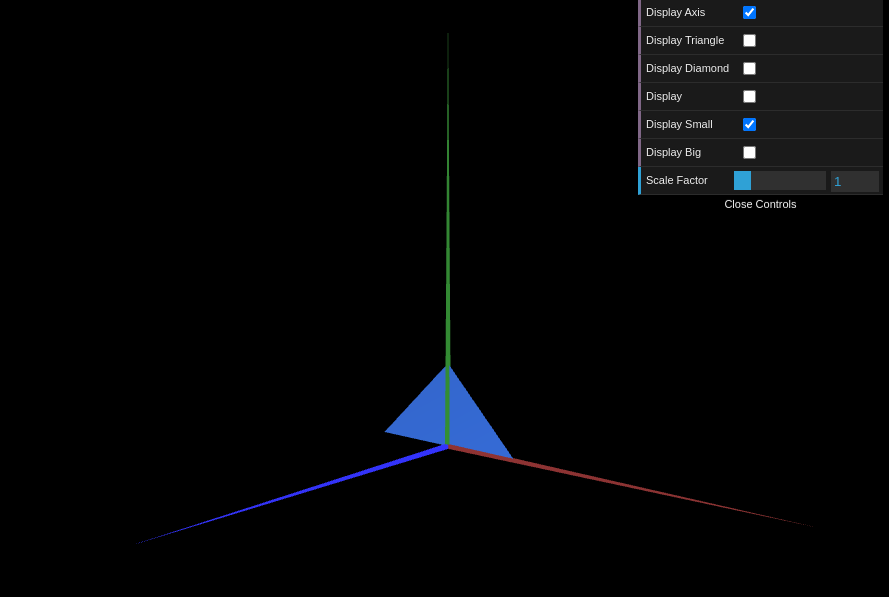 Display Axis
Display Triangle
Display Diamond
Display
Display Small
Display Big
Scale Factor 1
Close Controls